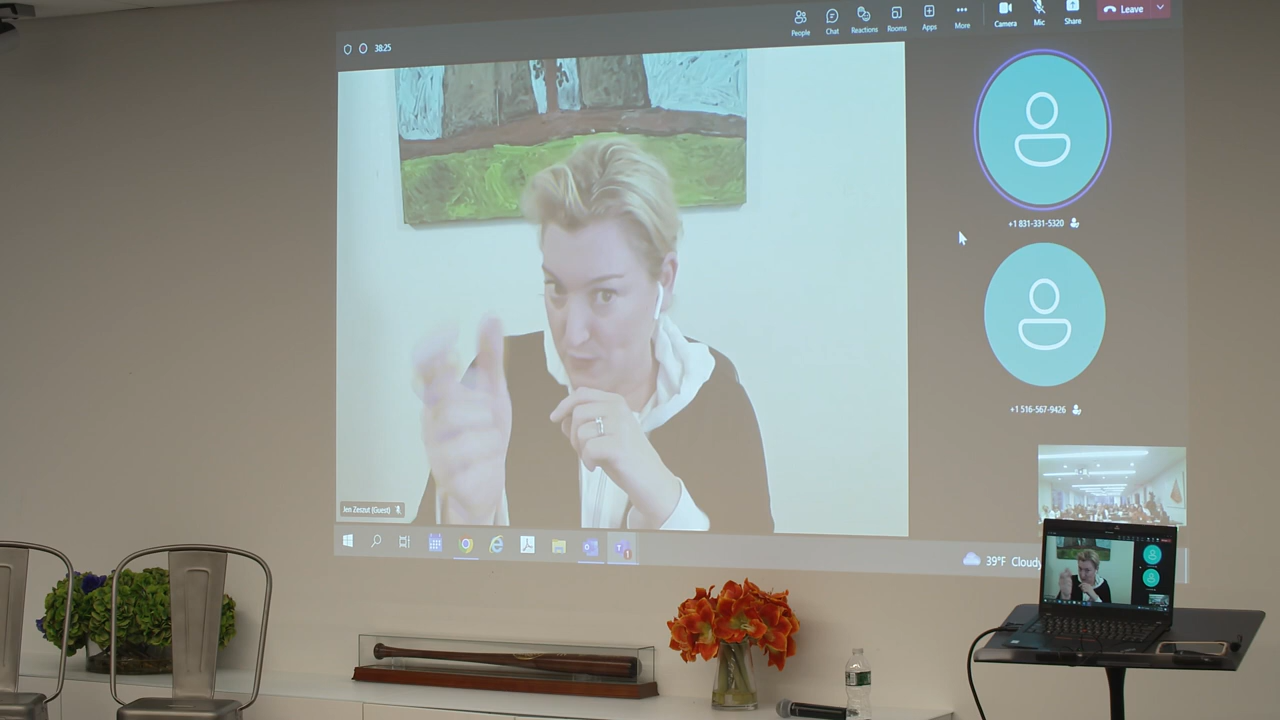 38:25
People
Chat
Reactions
Rooms
Apps
More
Camera
Mic
Share
Leave
+1 831-331-5320
+1 516-567-9426
Jen Zeszut (Guest)
39°F Cloudy